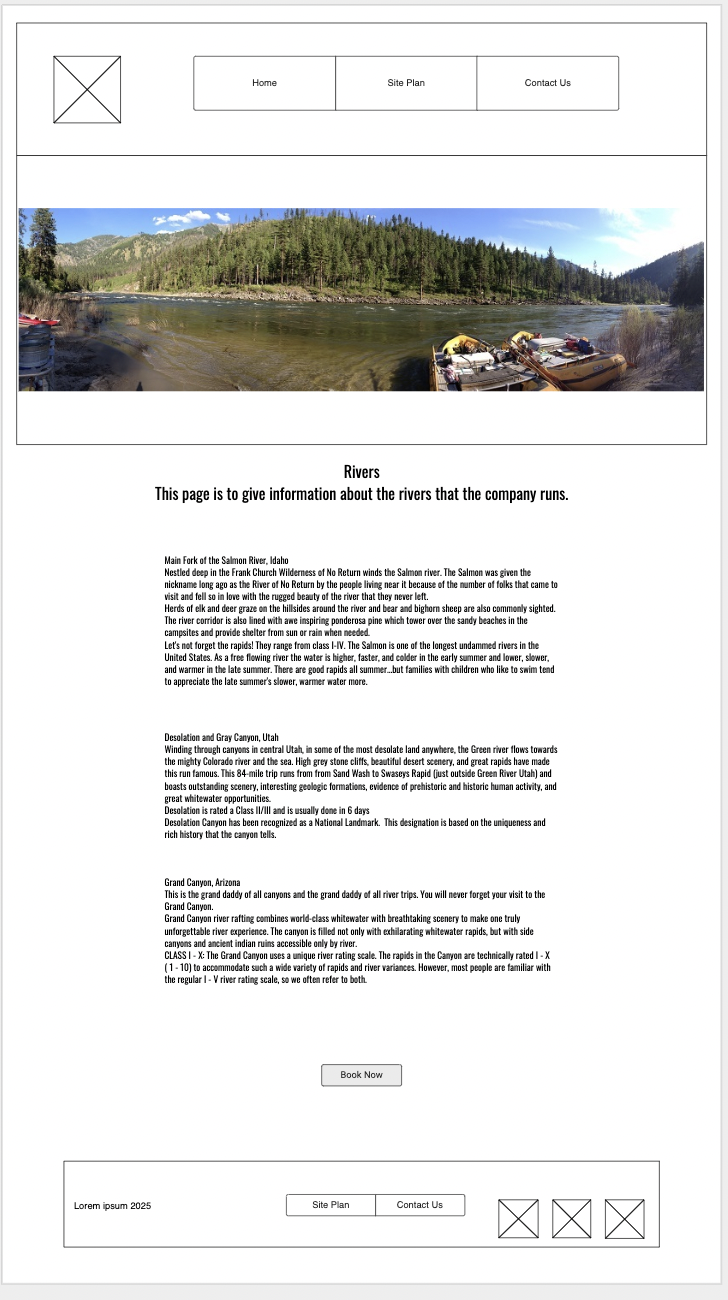 Home Site Plan Contact Us
Rivers
This page is to give information about the rivers that the company runs.
Main Fork of the Salmon River, Idaho
Nestled deep in the Frank Church Wilderness of No Return winds the Salmon river. The Salmon was given the
nickname long ago as the River of No Return by the people living near it because of the number of folks that came to
visit and fell so in love with the rugged beauty of the river that they never left.
Herds of elk and deer graze on the hillsides around the river and bear and bighorn sheep are also commonly sighted.
The river corridor is also lined with awe inspiring ponderosa pine which tower over the sandy beaches in the
campsites and provide shelter from sun or rain when needed.
Let's not forget the rapids! They range from class I-IV. The Salmon is one of the longest undammed rivers in the
United States. As a free flowing river the water is higher, faster, and colder in the early summer and lower, slower,
and warmer in the late summer. There are good rapids all summer...but families with children who like to swim tend
to appreciate the late summer's slower, warmer water more.
Desolation and Gray Canyon, Utah
Winding through canyons in central Utah, in some of the most desolate land anywhere, the Green river flows towards
the mighty Colorado river and the sea. High grey stone cliffs, beautiful desert scenery, and great rapids have made
this run famous. This 84-mile trip runs from from Sand Wash to Swaseys Rapid (just outside Green River Utah) and
boasts outstanding scenery, interesting geologic formations, evidence of prehistoric and historic human activity, and
great whitewater opportunities.
Desolation is rated a Class II/III and is usually done in 6 days
Desolation Canyon has been recognized as a National Landmark. This designation is based on the uniqueness and
rich history that the canyon tells.
Grand Canyon, Arizona
This is the grand daddy of all canyons and the grand daddy of all river trips. You will never forget your visit to the
Grand Canyon.
Grand Canyon river rafting combines world-class whitewater with breathtaking scenery to make one truly
unforgettable river experience. The canyon is filled not only with exhilarating whitewater rapids, but with side
canyons and ancient indian ruins accessible only by river.
CLASS I - X: The Grand Canyon uses a unique river rating scale. The rapids in the Canyon are technically rated I - X
( 1 - 10) to accommodate such a wide variety of rapids and river variances. However, most people are familiar with
the regular I - V river rating scale, so we often refer to both.
Book Now
Lorem ipsum 2025 Site Plan Contact Us